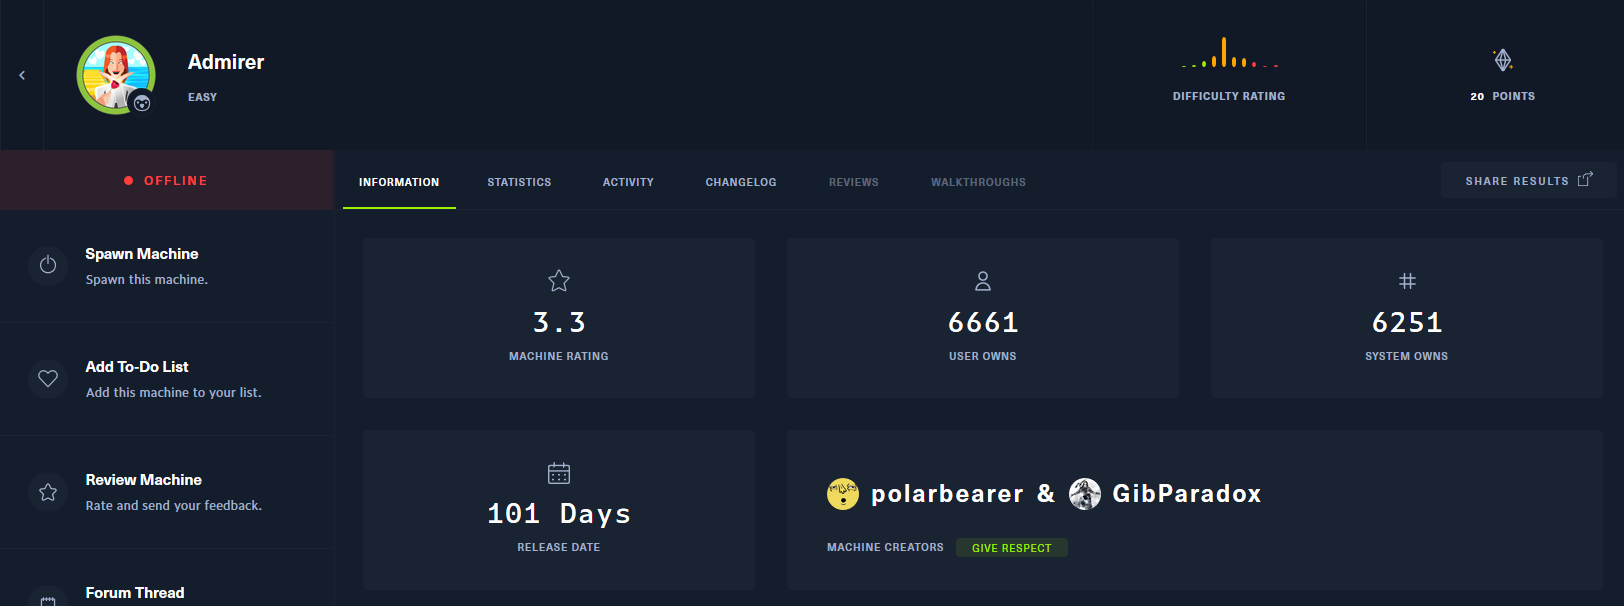 Admirer
EASY
DIFFICULTY RATING
20 POINTS
OFFLINE
INFORMATION STATISTICS ACTIVITY CHANGELOG REVIEWS WALKTHROUGHS
SHARE RESULTS
Spawn Machine
Spawn this machine.
Add To-Do List
Add this machine to your list.
Review Machine
Rate and send your feedback.
Forum Thread
3.3
MACHINE RATING
6661
USER OWNS
6251
SYSTEM OWNS
101 Days
RELEASE DATE
polarbearer & GibParadox
MACHINE CREATORS GIVE RESPECT